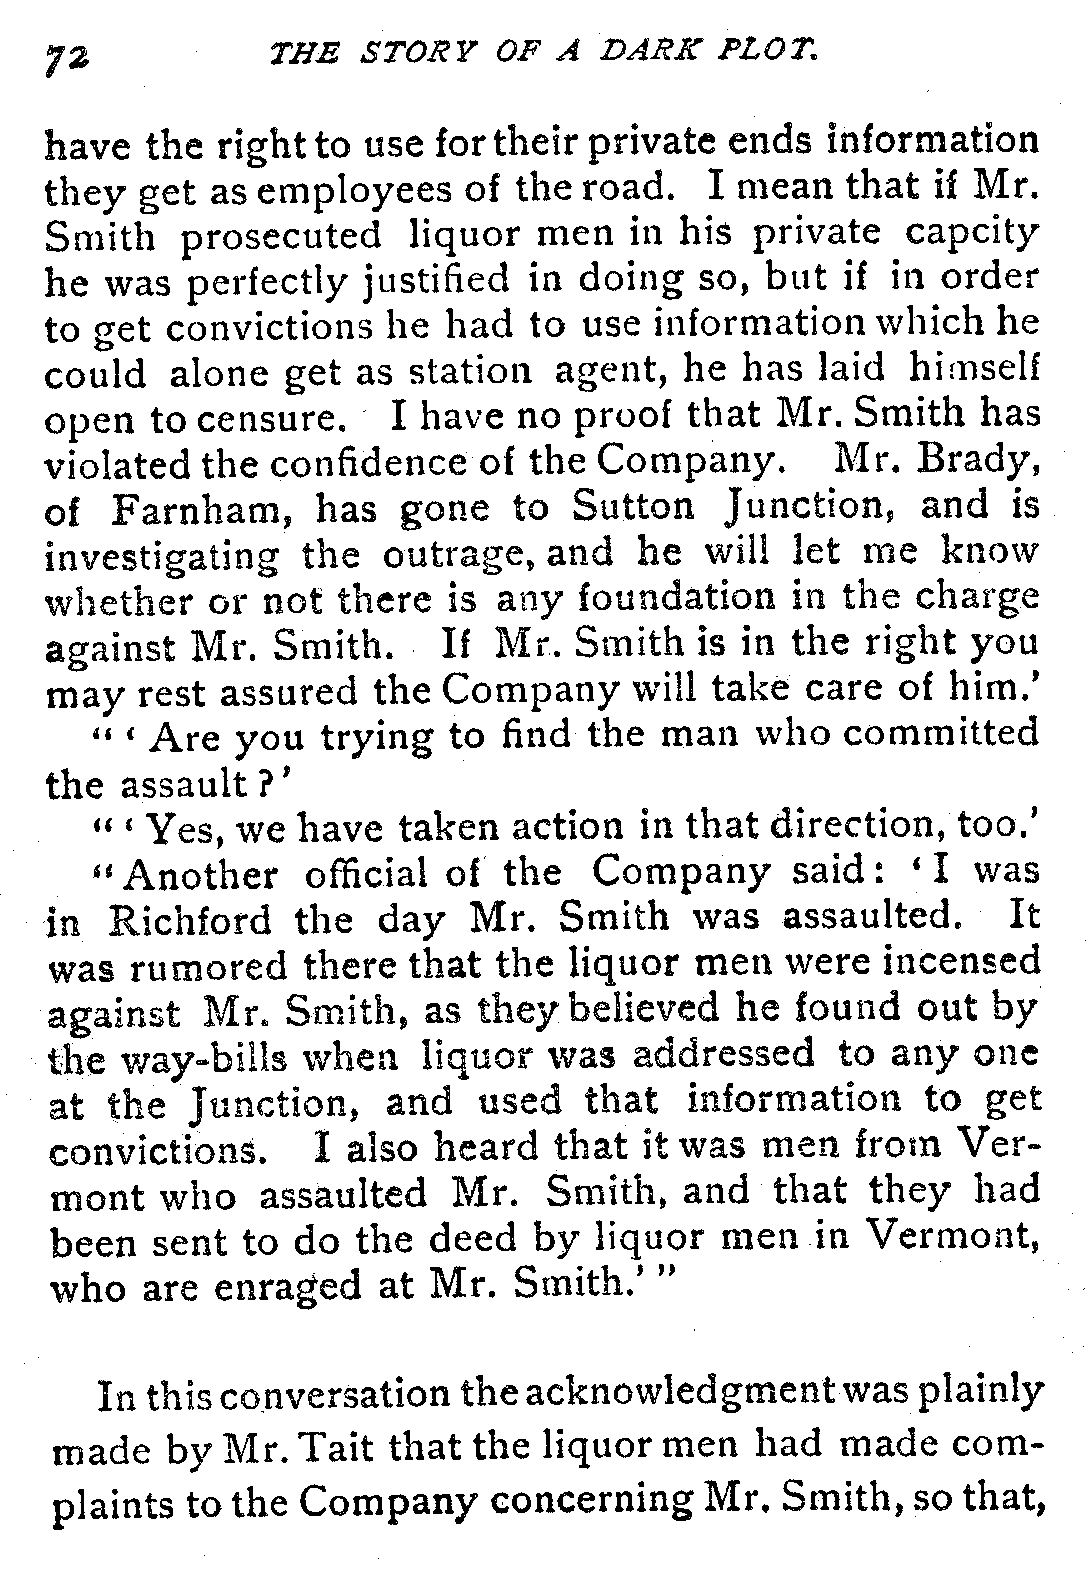 72 THE STORY OF A DARK PLOT.
have the right to use for their private ends information
they get as employees of the road. I mean that if Mr.
Smith prosecuted liquor men in his private capcity
he was perfectly justified in doing so, but if in order
to get convictions he had to use information which he
could alone get as station agent, he has laid himself
open to censure. I have no proof that Mr. Smith has
violated the confidence of the Company. Mr. Brady,
of Farnham, has gone to Sutton Junction, and is
investigating the outrage, and he will let me know
whether or not there is any foundation in the charge
against Mr. Smith. If Mr. Smith is in the right you
may rest assured the Company will take care of him.'
" ' Are you trying to find the man who committed
the assault ?'
" ' Yes, we have taken action in that direction, too.'
" Another official of the Company said : ' I was
in Richford the day Mr. Smith was assaulted. It
was rumored there that the liquor men were incensed
against Mr. Smith, as they believed he found out by
the way-bills when liquor was addressed to any one
at the Junction, and used that information to get
convictions. I also heard that it was men from Ver-
mont who assaulted Mr. Smith, and that they had
been sent to do the deed by liquor men in Vermont,
who are enraged at Mr. Smith.' "
In this conversation the acknowledgment was plainly
made by Mr. Tait that the liquor men had made com-
plaints to the Company concerning Mr. Smith, so that,